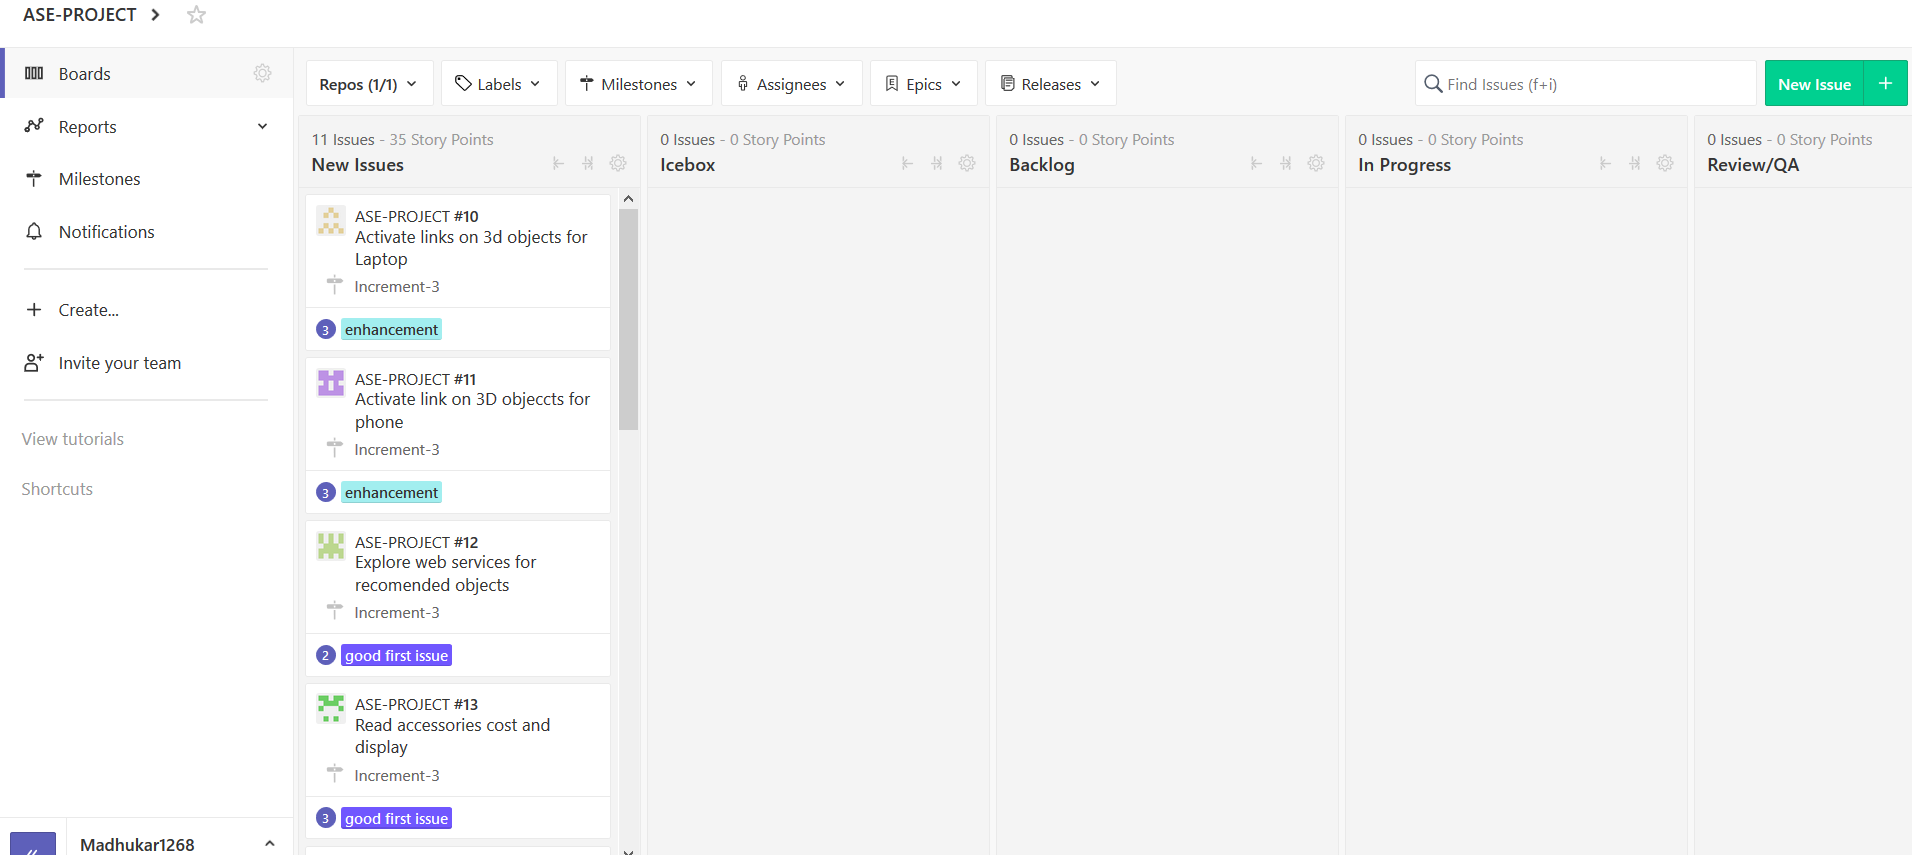 ASE-PROJECT
Boards
Reports
Milestones
Notifications
Create...
Invite your team
View tutorials
Shortcuts
Madhukar1268
Repos (1/1)
Labels
Milestones
Assignees
Epics
Releases
Find Issues (f+i)
New Issue
11 Issues - 35 Story Points
New Issues
ASE-PROJECT #10
Activate links on 3d objects for
Laptop
Increment-3
3 enhancement
ASE-PROJECT #11
Activate link on 3D objeccts for
phone
Increment-3
3 enhancement
ASE-PROJECT #12
Explore web services for
recomended objects
Increment-3
2 good first issue
ASE-PROJECT #13
Read accessories cost and
display
Increment-3
3 good first issue
0 Issues - 0 Story Points
Icebox
0 Issues - 0 Story Points
Backlog
0 Issues - 0 Story Points
In Progress
0 Issues - 0 Story Points
Review/QA